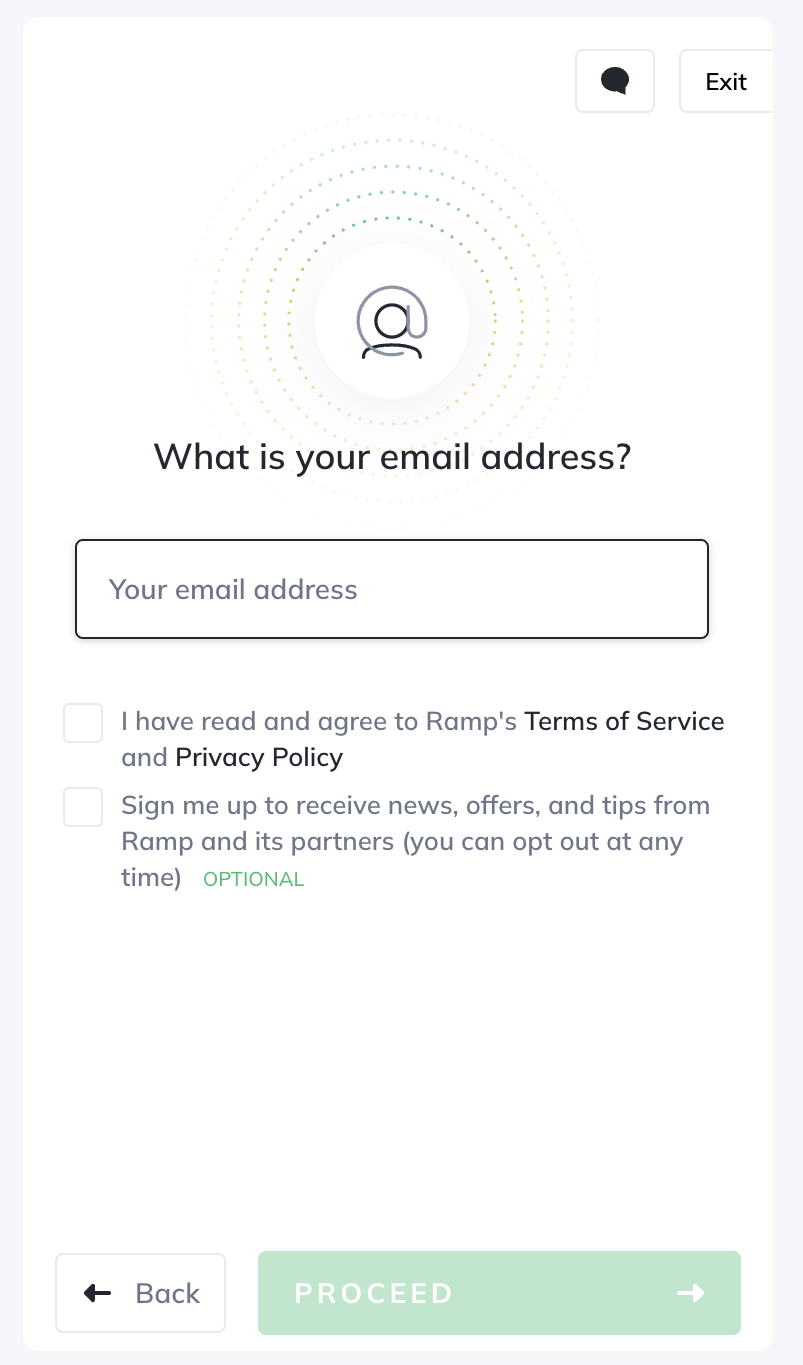 Exit
What is your email address?
Your email address
I have read and agree to Ramp's Terms of Service
and Privacy Policy
Sign me up to receive news, offers, and tips from
Ramp and its partners (you can opt out at any
time) OPTIONAL
Back
PROCEED